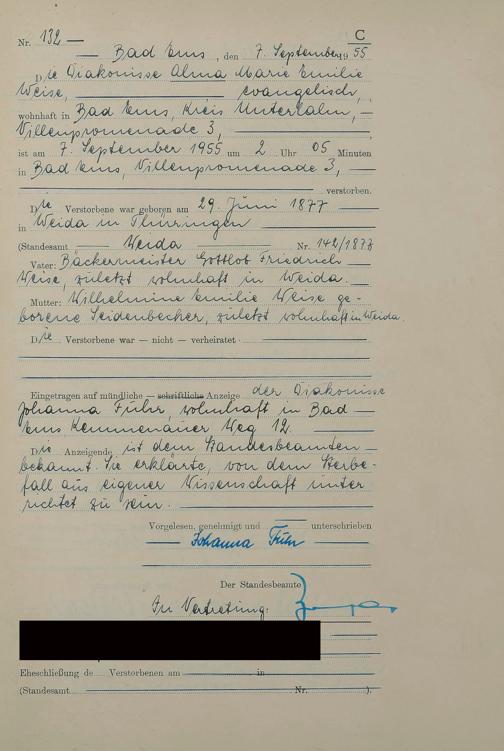 Nr. 132 —
C
Bad Ems, den 7. September 1955
Die Diakonisse Alma Marie Emilie
Weise, evangelisch,
wohnhaft in Bad Ems, Kreis Unterlahn, —
Villenpromenade 3,
ist am 7. September 1955 um 2 Uhr 05 Minuten
in Bad Ems, Villenpromenade 3, —
verstorben.
Die Verstorbene war geboren am 29. Juni 1877
in Weida in Thüringen
(Standesamt — Weida — Nr. 142/1877
Vater: Bäckermeister Gottlob Friedrich
Weise, zuletzt wohnhaft in Weida. —
Mutter: Wilhelmine Emilie Weise ge-
borene Seidenbecher, zuletzt wohnhaft in Weida.
Die Verstorbene war — nicht — verheiratet
Eingetragen auf mündliche — schriftliche Anzeige der Diakonisse
Johanna Fuhr, wohnhaft in Bad —
Ems Kemmenauer Weg 12.
Die Anzeigende ist dem Standesbeamten —
bekannt. Sie erklärte, von dem Sterbe-
fall aus eigener Wissenschaft unter
richtet zu sein.
Vorgelesen, genehmigt und — unterschrieben
Johanna Fuhr
Der Standesbeamte
In Vertretung:
Eheschließung de Verstorbenen am in
(Standesamt Nr. ).